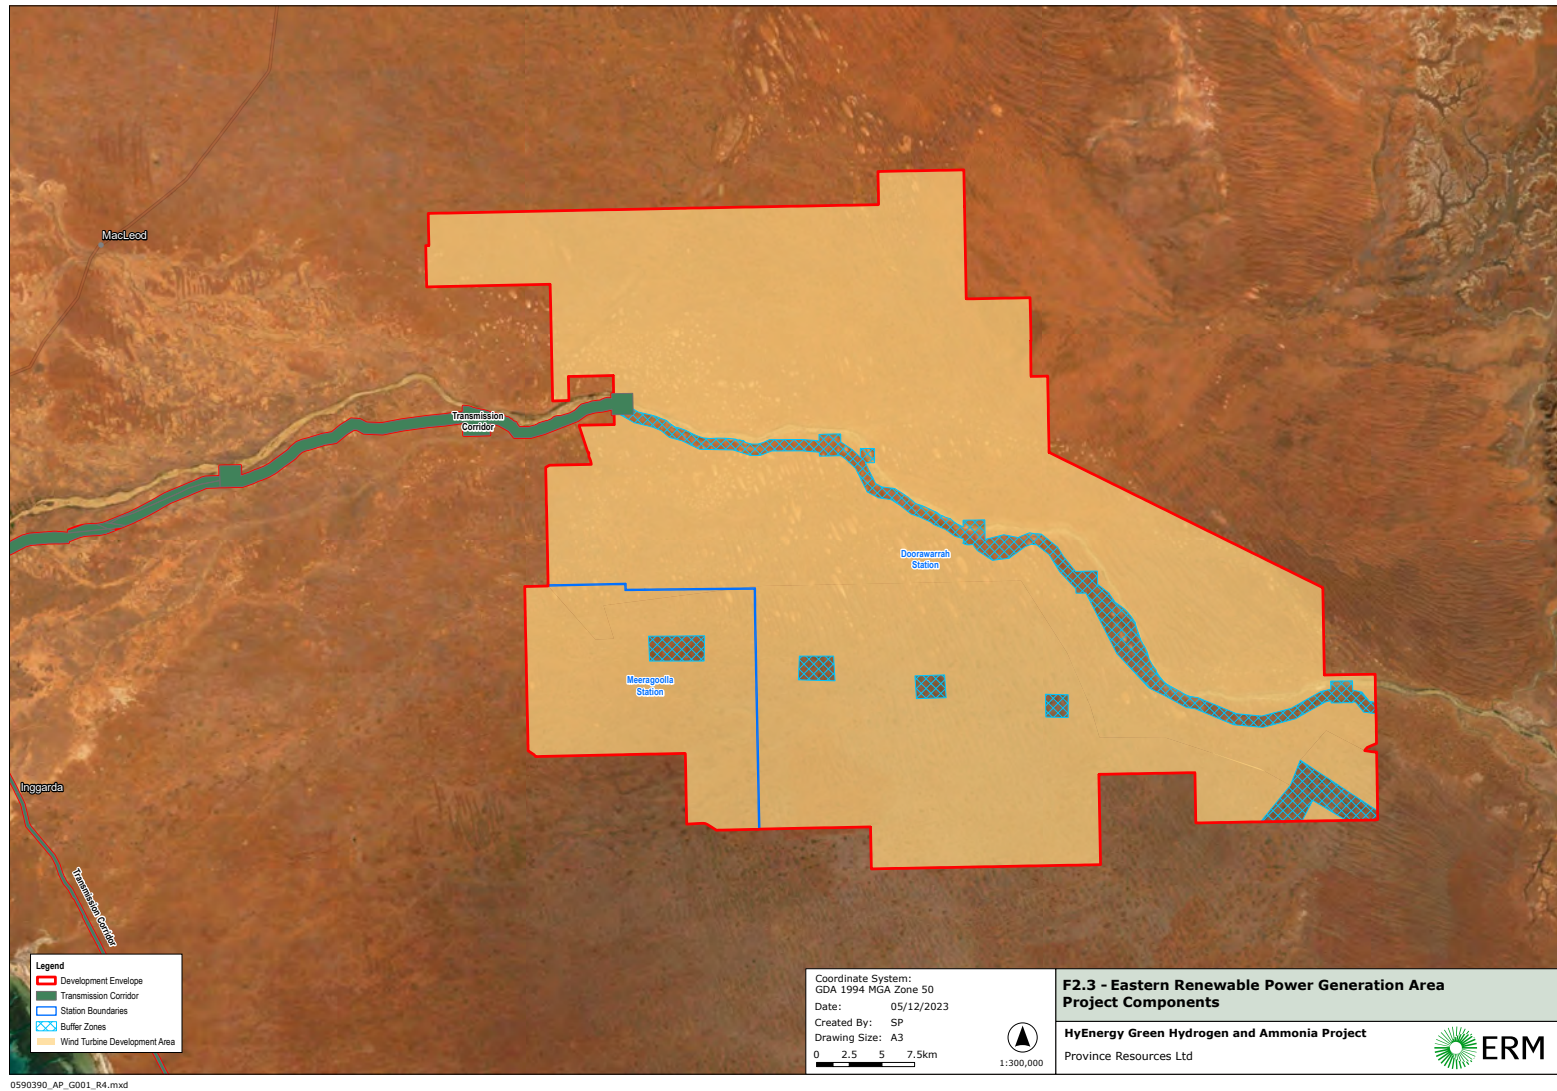 MacLeod
Transmission
Corridor
Doorawarrah
Station
Meeragoolla
Station
Inggarda
Transmission Corridor
Legend
Development Envelope
Transmission Corridor
Station Boundaries
Buffer Zones
Wind Turbine Development Area
Coordinate System:
GDA 1994 MGA Zone 50
Date: 05/12/2023
Created By: SP
Drawing Size: A3
0 2.5 5 7.5km
1:300,000
F2.3 - Eastern Renewable Power Generation Area
Project Components
HyEnergy Green Hydrogen and Ammonia Project
Province Resources Ltd
ERM
0590390_AP_G001_R4.mxd